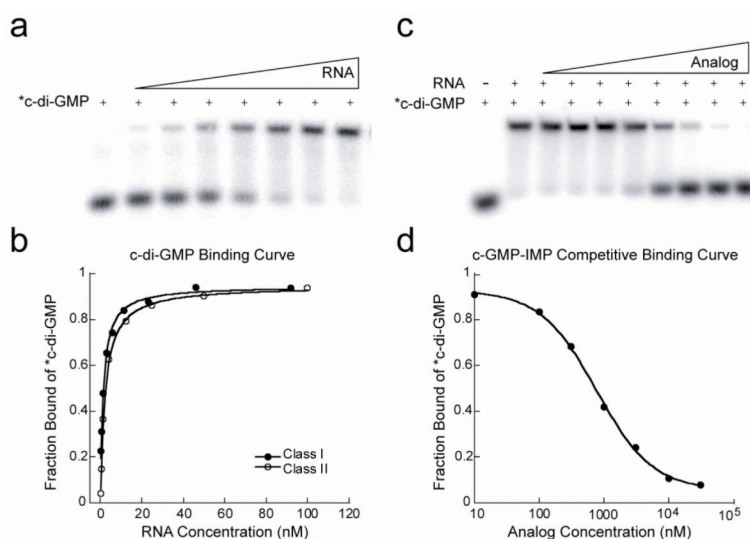 a
RNA
*c-di-GMP + + + + + + + +
b
c-di-GMP Binding Curve
Fraction Bound of *c-di-GMP
1
0.8
0.6
0.4
0.2
0
Class I
Class II
0 20 40 60 80 100 120
RNA Concentration (nM)
c
Analog
RNA - + + + + + + + +
*c-di-GMP + + + + + + + + +
d
c-GMP-IMP Competitive Binding Curve
Fraction Bound of *c-di-GMP
1
0.8
0.6
0.4
0.2
0
10 100 1000 10⁴ 10⁵
Analog Concentration (nM)